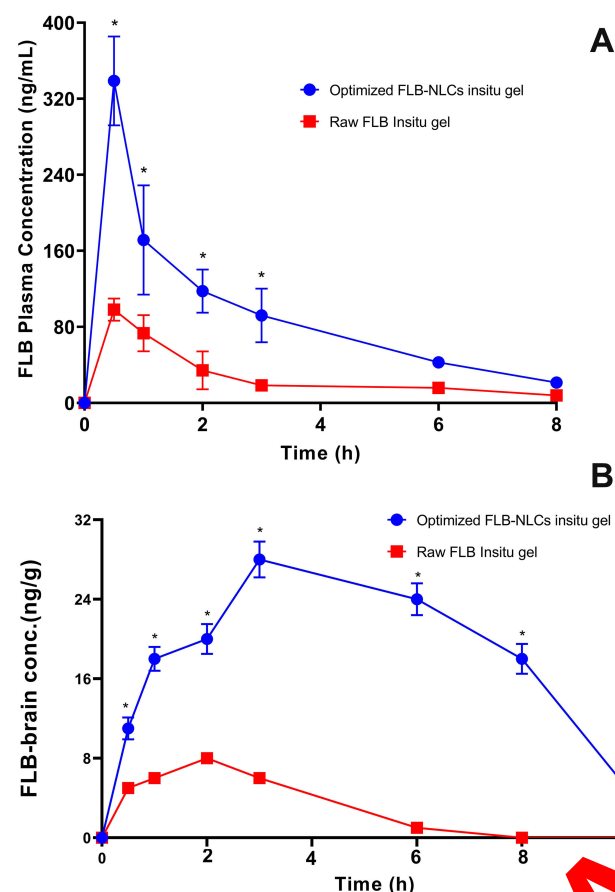 A
400
320
240
160
80
0
FLB Plasma Concentration (ng/mL)
Optimized FLB-NLCs insitu gel
Raw FLB Insitu gel
*
*
*
*
0 2 4 6 8
Time (h)
B
32
24
16
8
0
FLB-brain conc.(ng/g)
Optimized FLB-NLCs insitu gel
Raw FLB Insitu gel
*
*
*
*
*
*
0 2 4 6 8
Time (h)